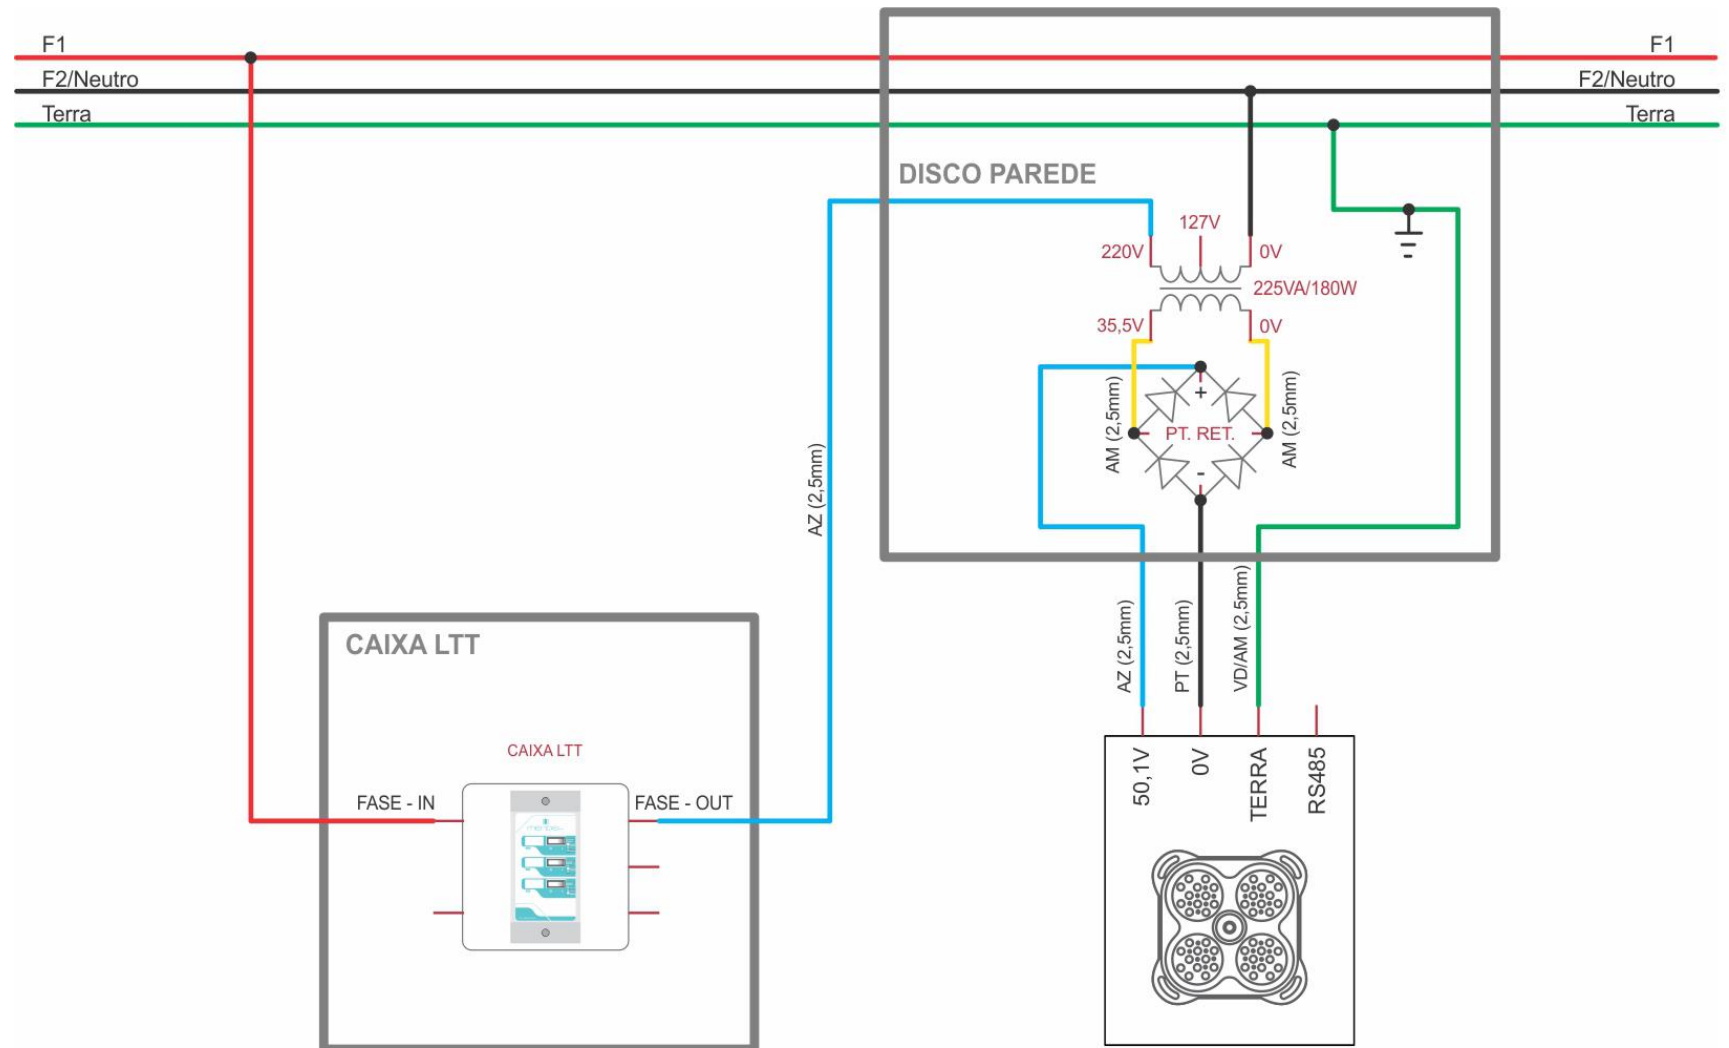 F1
F1
F2/Neutro
F2/Neutro
Terra
Terra
DISCO PAREDE
127V
220V
0V
225VA/180W
35,5V
0V
AM (2,5mm)
+
AM (2,5mm)
PT. RET.
-
AZ (2,5mm)
AZ (2,5mm)
PT (2,5mm)
VD/AM (2,5mm)
CAIXA LTT
CAIXA LTT
FASE - IN
FASE - OUT
50,1V
0V
TERRA
RS485